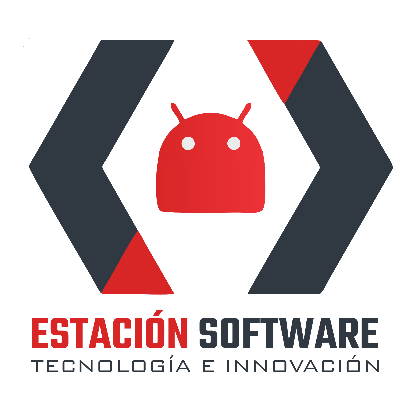 ESTACIÓN SOFTWARE
TECNOLOGÍA E INNOVACIÓN